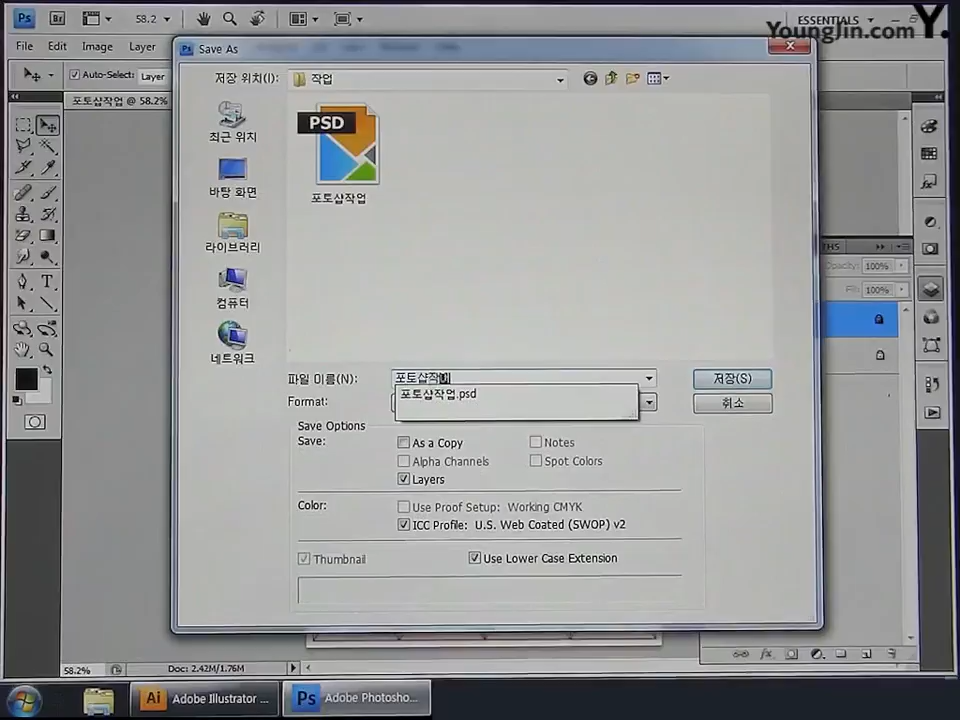 Ps
Br
58.2
ESSENTIALS
Y.
YoungJin.com
File Edit Image Layer
Ps Save As
Auto-Select: Layer
저장 위치(I): 작업
포토샵작업 @ 58.2%
PSD
포토샵작업
최근 위치
바탕 화면
라이브러리
컴퓨터
네트워크
Opacity: 100%
Fill: 100%
파일 이름(N):
저장(S)
포토샵작업.psd
Format:
취소
Save Options
Save:
As a Copy
Notes
Alpha Channels
Spot Colors
Layers
Color:
Use Proof Setup: Working CMYK
ICC Profile: U.S. Web Coated (SWOP) v2
Thumbnail
Use Lower Case Extension
58.2%
Doc: 2.42M/1.76M
Ai Adobe Illustrator ...
Ps Adobe Photosho...